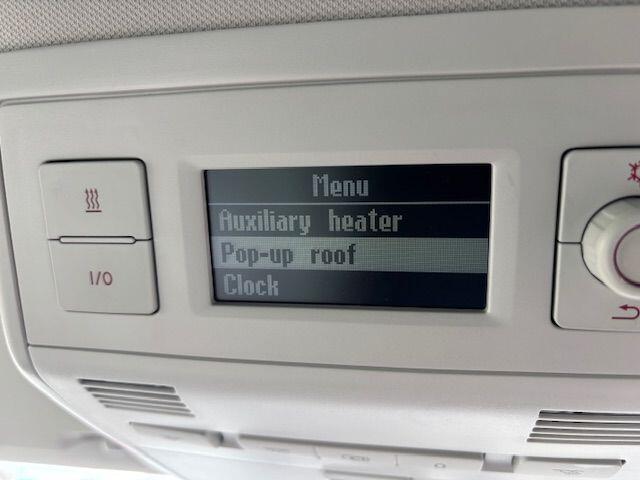 Menu
Auxiliary heater
Pop-up roof
Clock
I/O